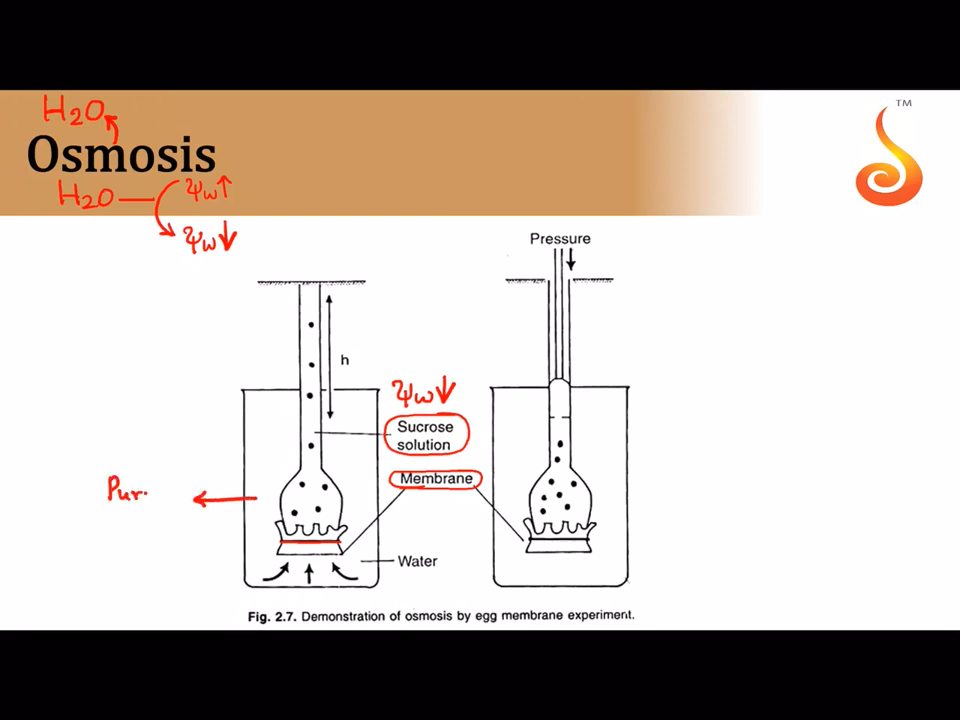 H2O
TM
Osmosis
H2O ψw↑
ψw↓
Pressure
h
ψw↓
Sucrose
solution
Membrane
Pur.
Water
Fig. 2.7. Demonstration of osmosis by egg membrane experiment.